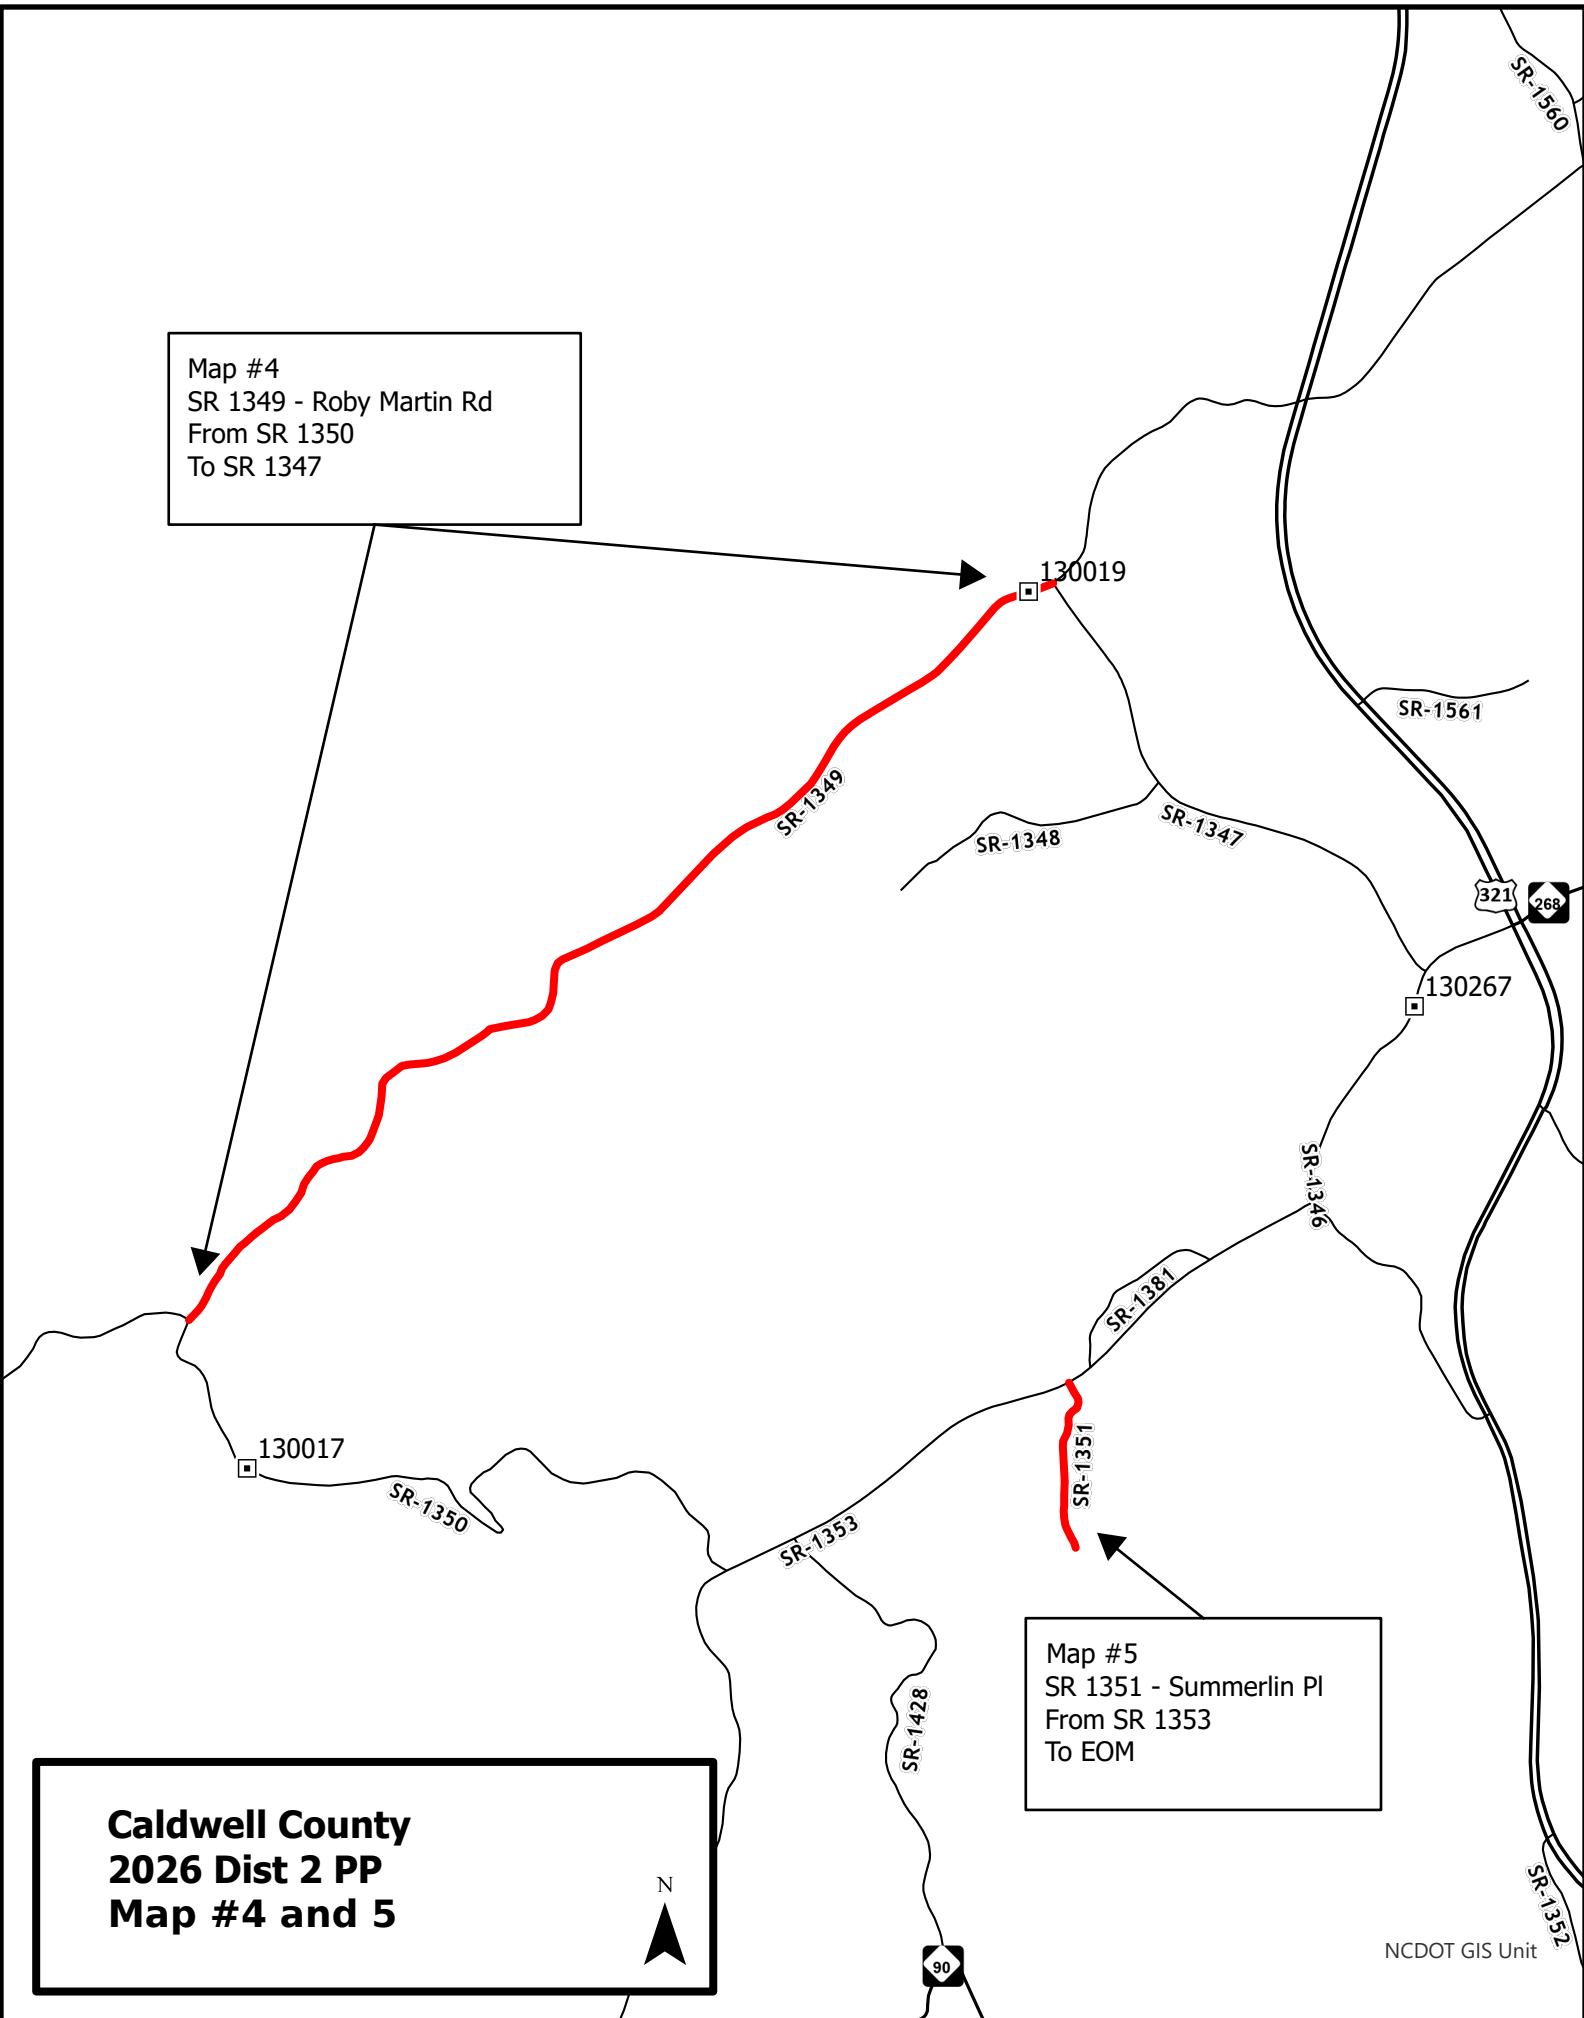 SR-1560
Map #4
SR 1349 - Roby Martin Rd
From SR 1350
To SR 1347
130019
SR-1561
SR-1349
SR-1348
SR-1347
321
268
130267
SR-1346
SR-1381
130017
SR-1350
SR-1351
SR-1353
Map #5
SR 1351 - Summerlin Pl
From SR 1353
To EOM
SR-1428
Caldwell County
2026 Dist 2 PP
Map #4 and 5
N
SR-1352
NCDOT GIS Unit
90